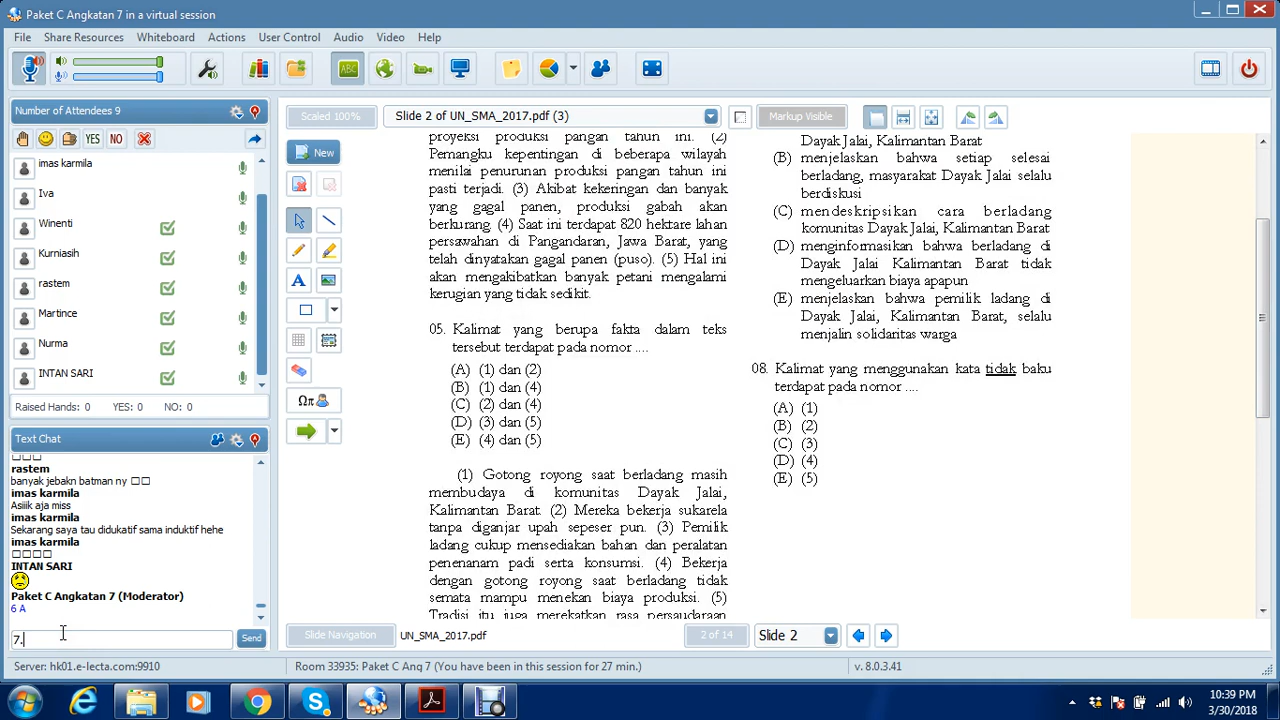 Paket C Angkatan 7 in a virtual session
File Share Resources Whiteboard Actions User Control Audio Video Help
ABC
Number of Attendees 9
YES NO
imas karmila
Iva
Winenti
Kurniasih
rastem
Martince
Nurma
INTAN SARI
Raised Hands: 0 YES: 0 NO: 0
Text Chat
rastem
banyak jebakn batman ny □□
imas karmila
Asiiik aja miss
imas karmila
Sekarang saya tau didukatif sama induktif hehe
imas karmila
□□□□
INTAN SARI
Paket C Angkatan 7 (Moderator)
6 A
7.
Send
Scaled 100%
Slide 2 of UN_SMA_2017.pdf (3)
Markup Visible
New
A
Ωπ
proyeksi produksi pangan tahun ini. (2)
Pemangku kepentingan di beberapa wilayah
menilai penurunan produksi pangan tahun ini
pasti terjadi. (3) Akibat kekeringan dan banyak
yang gagal panen, produksi gabah akan
berkurang. (4) Saat ini terdapat 820 hektare lahan
persawahan di Pangandaran, Jawa Barat, yang
telah dinyatakan gagal panen (puso). (5) Hal ini
akan mengakibatkan banyak petani mengalami
kerugian yang tidak sedikit.
05. Kalimat yang berupa fakta dalam teks
tersebut terdapat pada nomor ....
(A) (1) dan (2)
(B) (1) dan (4)
(C) (2) dan (4)
(D) (3) dan (5)
(E) (4) dan (5)
(1) Gotong royong saat berladang masih
membudaya di komunitas Dayak Jalai,
Kalimantan Barat. (2) Mereka bekerja sukarela
tanpa diganjar upah sepeser pun. (3) Pemilik
ladang cukup mensediakan bahan dan peralatan
penenanam padi serta konsumsi. (4) Bekerja
dengan gotong royong saat berladang tidak
semata mampu menekan biaya produksi. (5)
Tradisi itu juga merekatkan rasa persaudaraan
Dayak Jalai, Kalimantan Barat
(B) menjelaskan bahwa setiap selesai
berladang, masyarakat Dayak Jalai selalu
berdiskusi
(C) mendeskripsikan cara berladang
komunitas Dayak Jalai, Kalimantan Barat
(D) menginformasikan bahwa berladang di
Dayak Jalai Kalimantan Barat tidak
mengeluarkan biaya apapun
(E) menjelaskan bahwa pemilik ladang di
Dayak Jalai, Kalimantan Barat, selalu
menjalin solidaritas warga
08. Kalimat yang menggunakan kata tidak baku
terdapat pada nomor ....
(A) (1)
(B) (2)
(C) (3)
(D) (4)
(E) (5)
Slide Navigation
UN_SMA_2017.pdf
2 of 14
Slide 2
Server: hk01.e-lecta.com:9910
Room 33935: Paket C Ang 7 (You have been in this session for 27 min.)
v. 8.0.3.41
10:39 PM
3/30/2018